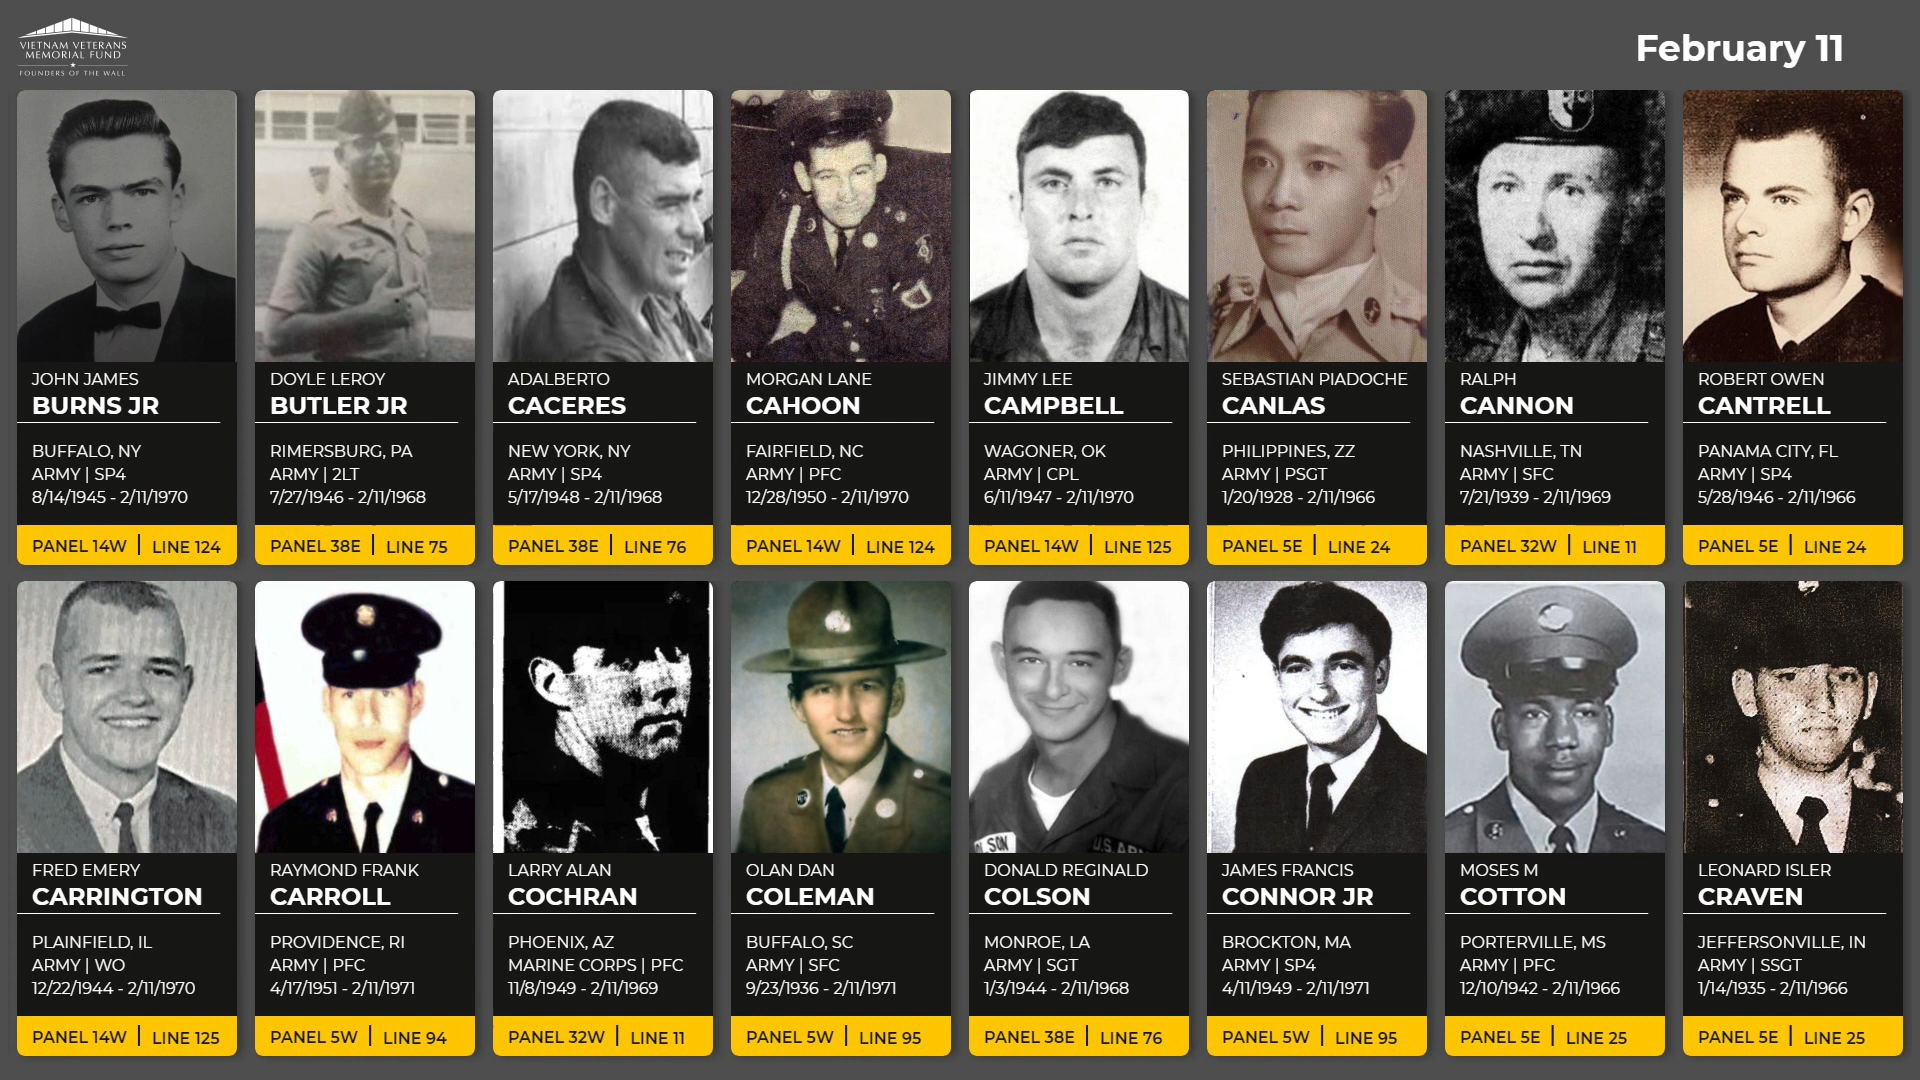 VIETNAM VETERANS
MEMORIAL FUND
FOUNDERS OF THE WALL
February 11
JOHN JAMES
BURNS JR
BUFFALO, NY
ARMY | SP4
8/14/1945 - 2/11/1970
PANEL 14W | LINE 124
DOYLE LEROY
BUTLER JR
RIMERSBURG, PA
ARMY | 2LT
7/27/1946 - 2/11/1968
PANEL 38E | LINE 75
ADALBERTO
CACERES
NEW YORK, NY
ARMY | SP4
5/17/1948 - 2/11/1968
PANEL 38E | LINE 76
MORGAN LANE
CAHOON
FAIRFIELD, NC
ARMY | PFC
12/28/1950 - 2/11/1970
PANEL 14W | LINE 124
JIMMY LEE
CAMPBELL
WAGONER, OK
ARMY | CPL
6/11/1947 - 2/11/1970
PANEL 14W | LINE 125
SEBASTIAN PIADOCHE
CANLAS
PHILIPPINES, ZZ
ARMY | PSGT
1/20/1928 - 2/11/1966
PANEL 5E | LINE 24
RALPH
CANNON
NASHVILLE, TN
ARMY | SFC
7/21/1939 - 2/11/1969
PANEL 32W | LINE 11
ROBERT OWEN
CANTRELL
PANAMA CITY, FL
ARMY | SP4
5/28/1946 - 2/11/1966
PANEL 5E | LINE 24
FRED EMERY
CARRINGTON
PLAINFIELD, IL
ARMY | WO
12/22/1944 - 2/11/1970
PANEL 14W | LINE 125
RAYMOND FRANK
CARROLL
PROVIDENCE, RI
ARMY | PFC
4/17/1951 - 2/11/1971
PANEL 5W | LINE 94
LARRY ALAN
COCHRAN
PHOENIX, AZ
MARINE CORPS | PFC
11/8/1949 - 2/11/1969
PANEL 32W | LINE 11
OLAN DAN
COLEMAN
BUFFALO, SC
ARMY | SFC
9/23/1936 - 2/11/1971
PANEL 5W | LINE 95
OLSON
U.S. AR
DONALD REGINALD
COLSON
MONROE, LA
ARMY | SGT
1/3/1944 - 2/11/1968
PANEL 38E | LINE 76
JAMES FRANCIS
CONNOR JR
BROCKTON, MA
ARMY | SP4
4/11/1949 - 2/11/1971
PANEL 5W | LINE 95
MOSES M
COTTON
PORTERVILLE, MS
ARMY | PFC
12/10/1942 - 2/11/1966
PANEL 5E | LINE 25
LEONARD ISLER
CRAVEN
JEFFERSONVILLE, IN
ARMY | SSGT
1/14/1935 - 2/11/1966
PANEL 5E | LINE 25